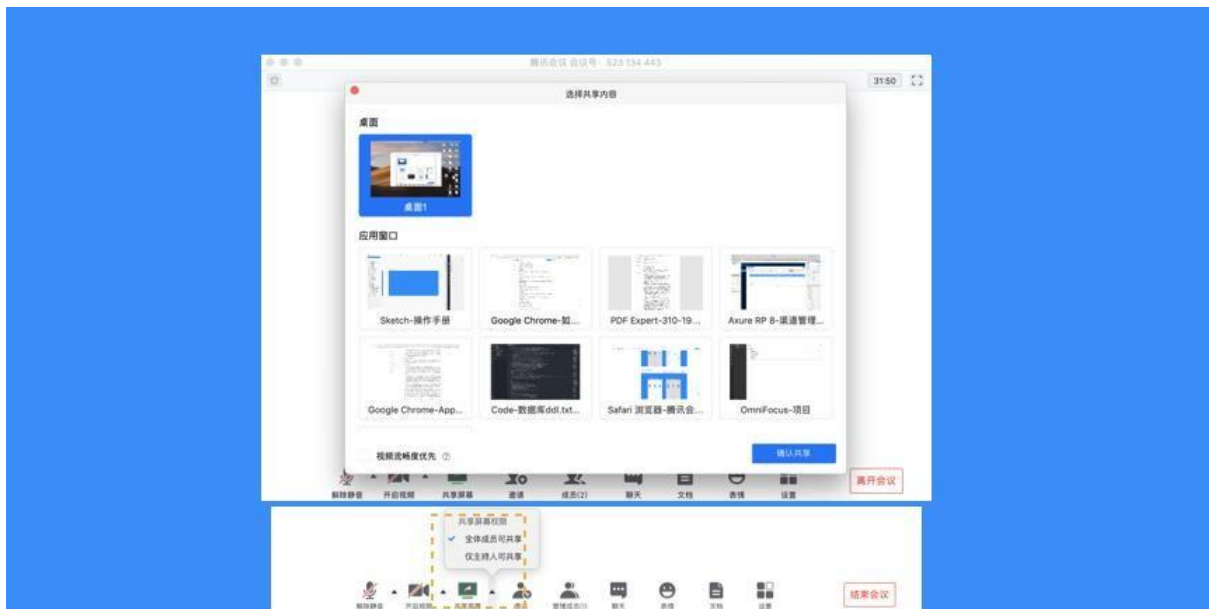 腾讯会议 会议号：523 134 443
31:50
选择共享内容
桌面
桌面1
应用窗口
Sketch-操作手册 Google Chrome-如... PDF Expert-310-19... Axure RP 8-渠道管理...
Google Chrome-App... Code-数据库ddl.txt... Safari 浏览器-腾讯会... OmniFocus-项目
视频流畅度优先
确认共享
解除静音 开启视频 共享屏幕 邀请 成员(2) 聊天 文档 表情 设置 离开会议
共享屏幕权限
全体成员可共享
仅主持人可共享
解除静音 开启视频 共享屏幕 邀请 管理成员(1) 聊天 表情 文档 设置 结束会议